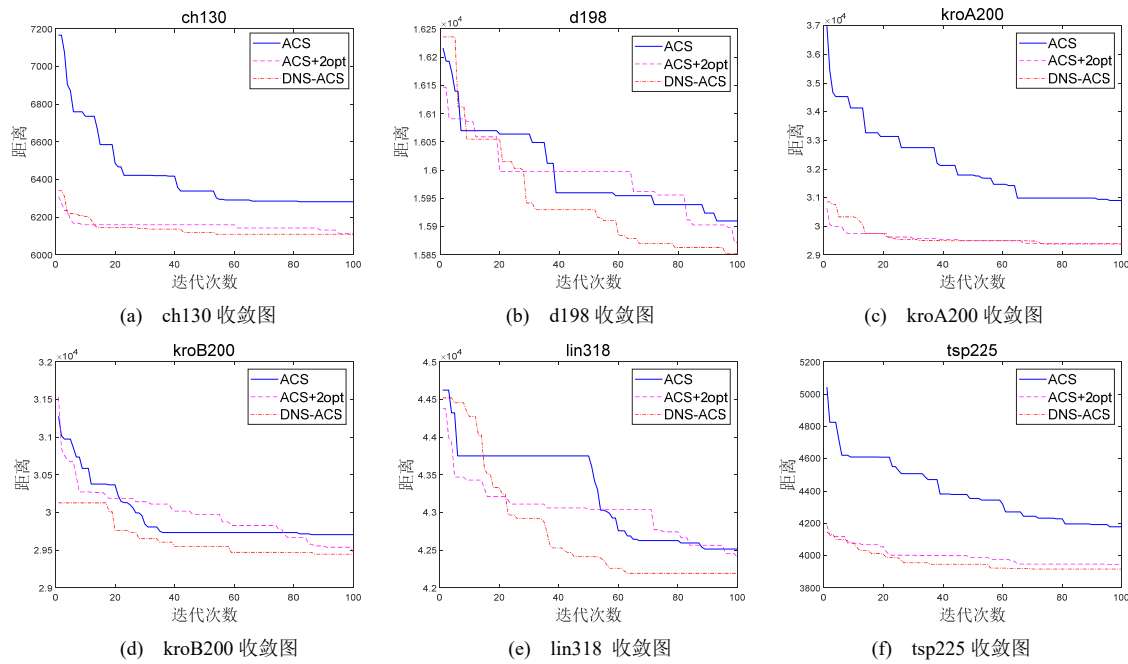 ch130
7200
7000
6800
6600
6400
6200
6000
0
20
40
60
80
100
距离
迭代次数
ACS
ACS+2opt
DNS-ACS
(a) ch130 收敛图
d198
×10⁴
1.625
1.62
1.615
1.61
1.605
1.6
1.595
1.59
1.585
0
20
40
60
80
100
距离
迭代次数
ACS
ACS+2opt
DNS-ACS
(b) d198 收敛图
kroA200
×10⁴
3.7
3.6
3.5
3.4
3.3
3.2
3.1
3
2.9
0
20
40
60
80
100
距离
迭代次数
ACS
ACS+2opt
DNS-ACS
(c) kroA200 收敛图
kroB200
×10⁴
3.2
3.15
3.1
3.05
3
2.95
2.9
0
20
40
60
80
100
距离
迭代次数
ACS
ACS+2opt
DNS-ACS
(d) kroB200 收敛图
lin318
×10⁴
4.5
4.45
4.4
4.35
4.3
4.25
4.2
0
20
40
60
80
100
距离
迭代次数
ACS
ACS+2opt
DNS-ACS
(e) lin318 收敛图
tsp225
5200
5000
4800
4600
4400
4200
4000
3800
0
20
40
60
80
100
距离
迭代次数
ACS
ACS+2opt
DNS-ACS
(f) tsp225 收敛图